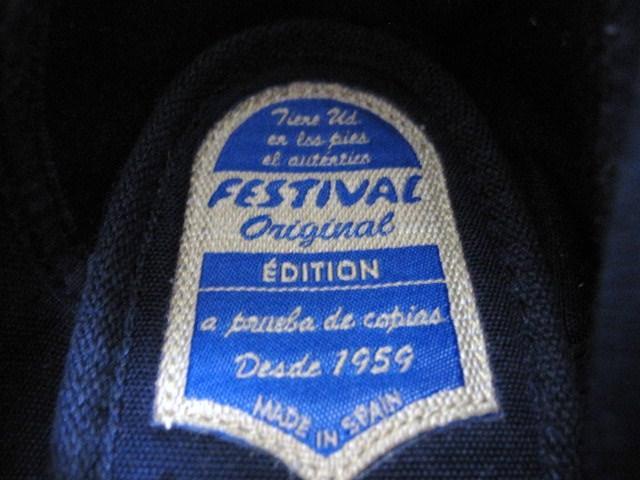 Tiene Ud.
en los pies
el auténtico
FESTIVAL
Original
ÉDITION
a prueba de copias
Desde 1959
MADE IN SPAIN